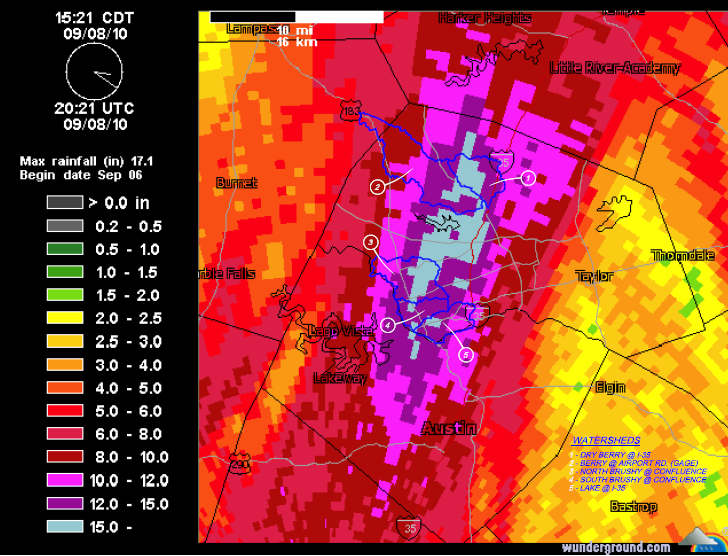 15:21 CDT
09/08/10
20:21 UTC
09/08/10
Max rainfall (in) 17.1
Begin date Sep 06
> 0.0 in
0.2 - 0.5
0.5 - 1.0
1.0 - 1.5
1.5 - 2.0
2.0 - 2.5
2.5 - 3.0
3.0 - 4.0
4.0 - 5.0
5.0 - 6.0
6.0 - 8.0
8.0 - 10.0
10.0 - 12.0
12.0 - 15.0
15.0 -
10 mi
16 km
Lampas
Harker Heights
Temple
Little River-Academy
183
35
1
2
Burnet
3
rble Falls
Thorndale
Taylor
35
4
Lago Vista
5
Lakeway
Elgin
Austin
290
WATERSHEDS
1 - DRY BERRY @ I-35
2 - BERRY @ AIRPORT RD. (GAGE)
3 - NORTH BRUSHY @ CONFLUENCE
4 - SOUTH BRUSHY @ CONFLUENCE
5 - LAKE @ I-35
Bastrop
35
wunderground.com